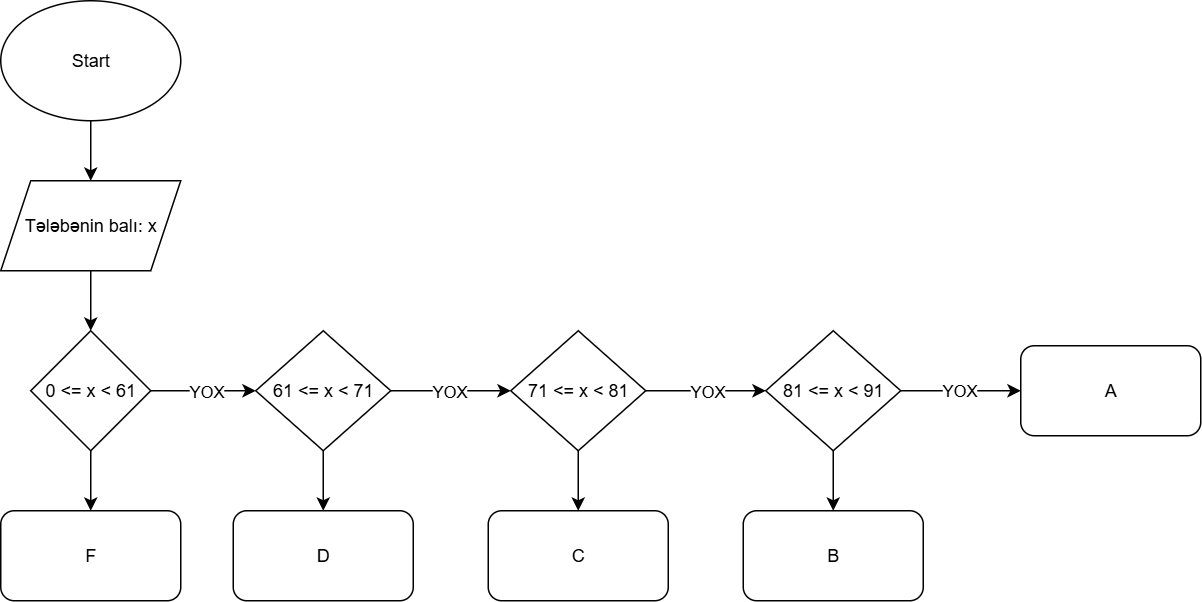 Start
Tələbənin balı: x
0 <= x < 61
YOX
61 <= x < 71
YOX
71 <= x < 81
YOX
81 <= x < 91
YOX
A
F
D
C
B